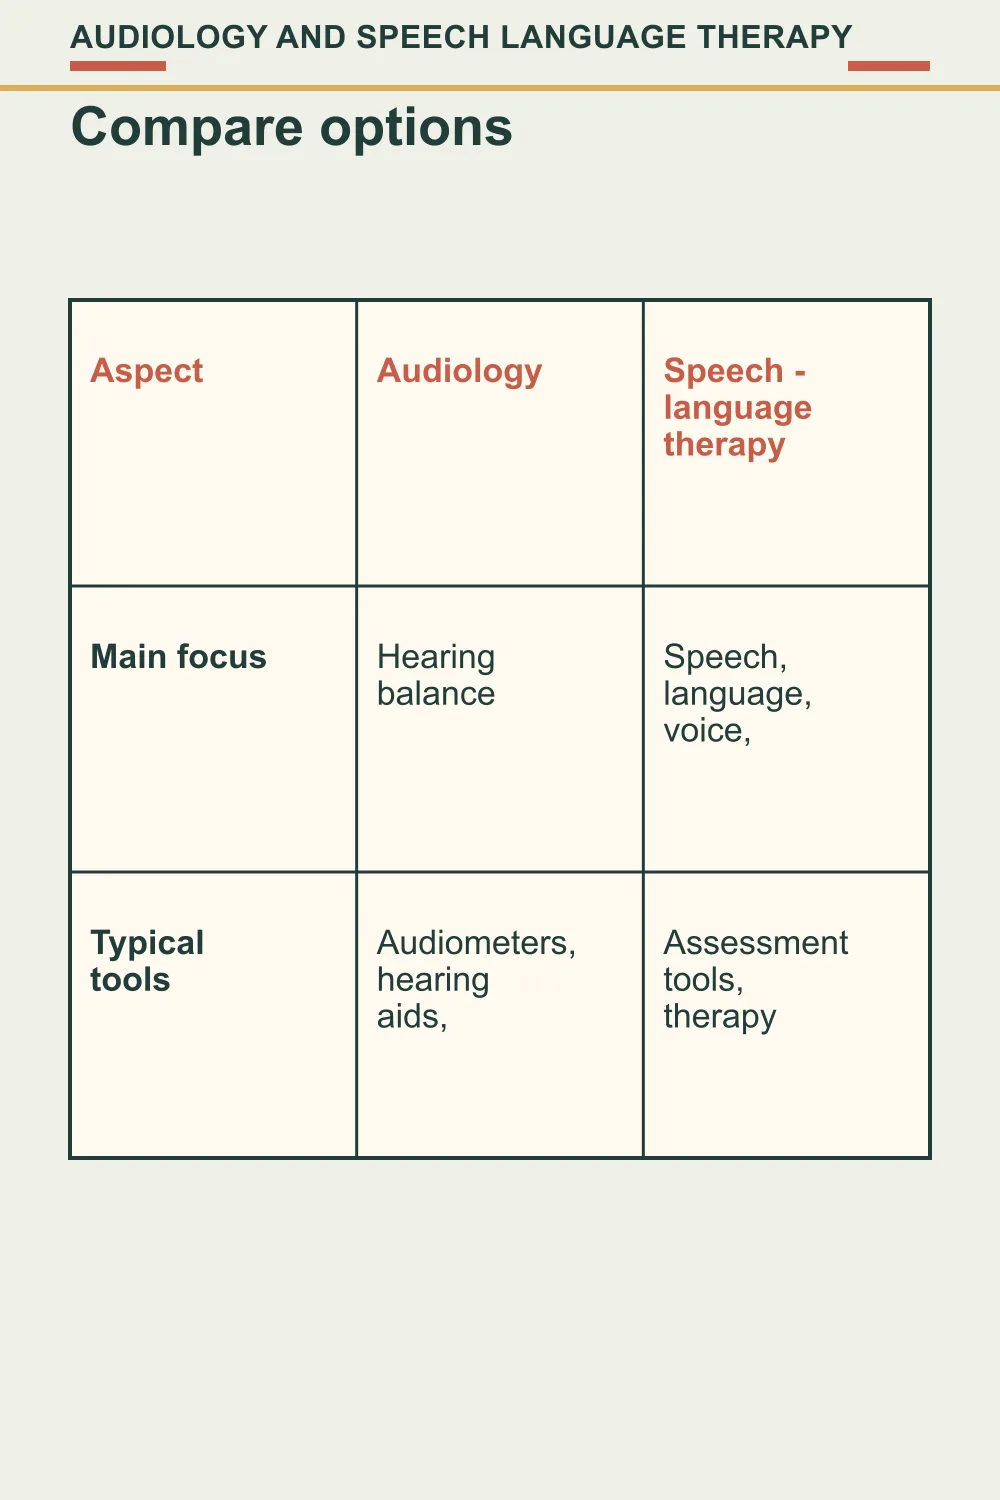 AUDIOLOGY AND SPEECH LANGUAGE THERAPY
Compare options
Aspect
Audiology
Speech -
language
therapy
Main focus
Hearing
balance
Speech,
language,
voice,
Typical
tools
Audiometers,
hearing
aids,
Assessment
tools,
therapy